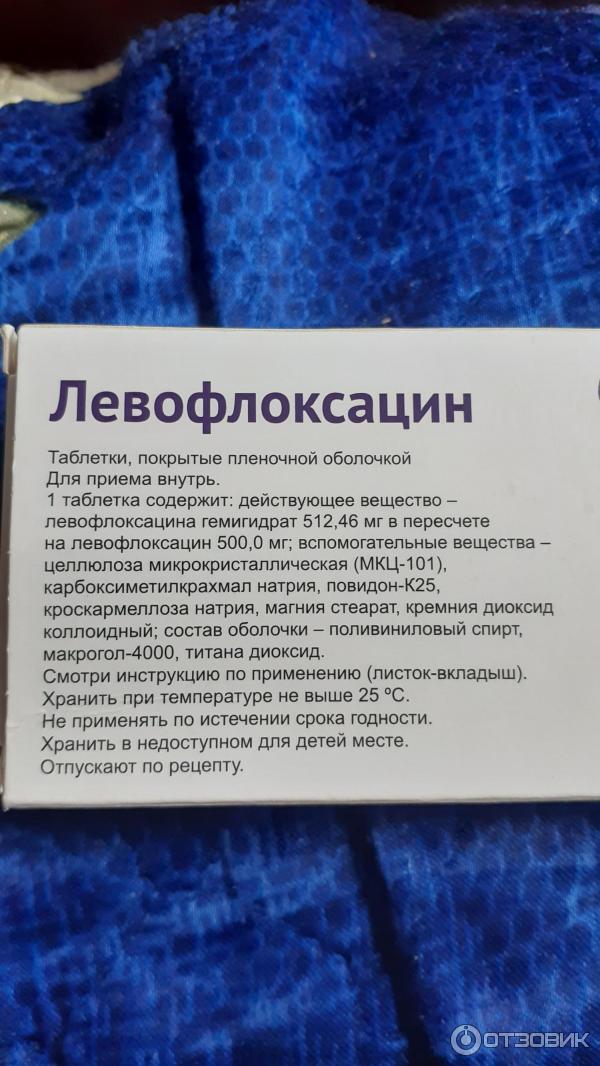 Левофлоксацин
Таблетки, покрытые пленочной оболочкой
Для приема внутрь.
1 таблетка содержит: действующее вещество –
левофлоксацина гемигидрат 512,46 мг в пересчете
на левофлоксацин 500,0 мг; вспомогательные вещества –
целлюлоза микрокристаллическая (МКЦ-101),
карбоксиметилкрахмал натрия, повидон-К25,
кроскармеллоза натрия, магния стеарат, кремния диоксид
коллоидный; состав оболочки – поливиниловый спирт,
макрогол-4000, титана диоксид.
Смотри инструкцию по применению (листок-вкладыш).
Хранить при температуре не выше 25 ºС.
Не применять по истечении срока годности.
Хранить в недоступном для детей месте.
Отпускают по рецепту.
ОТЗОВИК